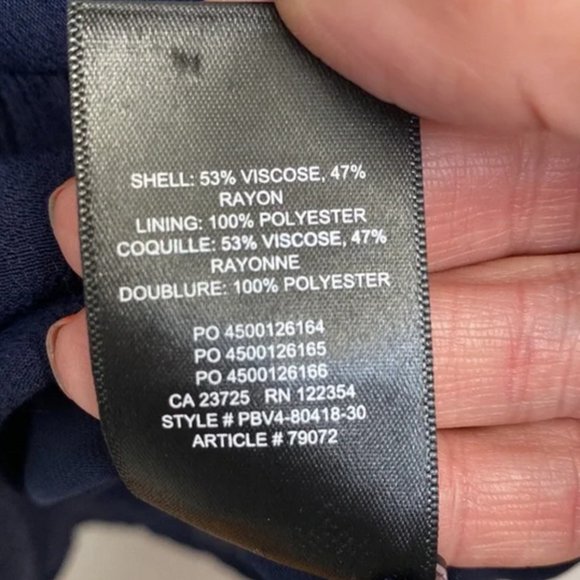 SHELL: 53% VISCOSE, 47%
RAYON
LINING: 100% POLYESTER
COQUILLE: 53% VISCOSE, 47%
RAYONNE
DOUBLURE: 100% POLYESTER
PO 4500126164
PO 4500126165
PO 4500126166
CA 23725 RN 122354
STYLE # PBV4-80418-30
ARTICLE # 79072